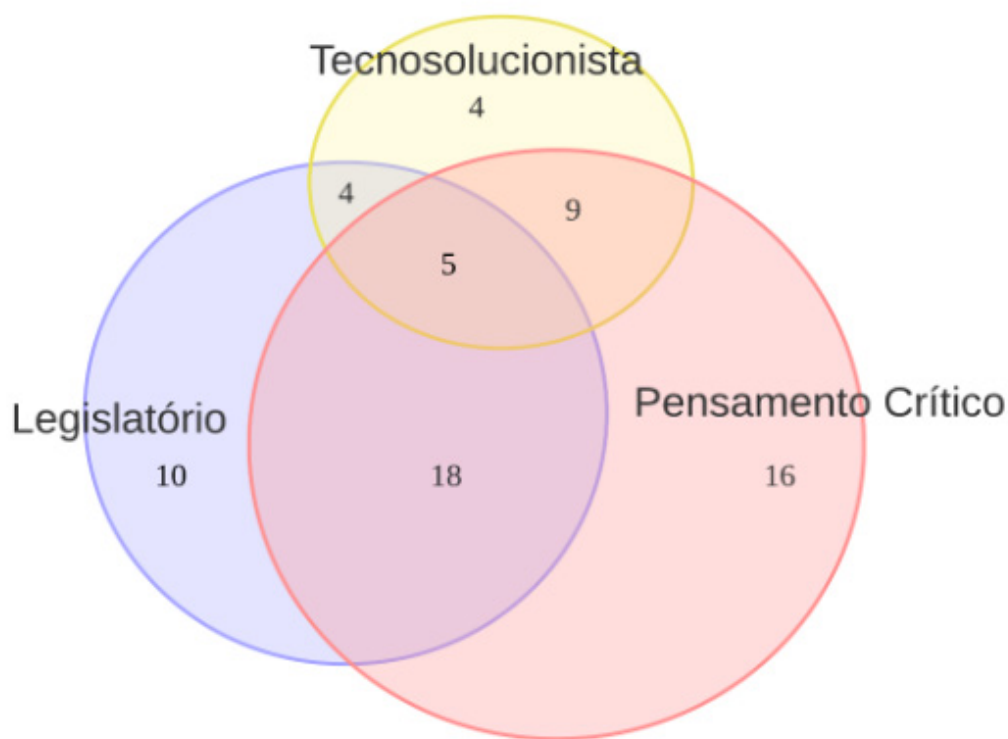 Tecnosolucionista
4
4
9
5
Legislatório
Pensamento Crítico
10
18
16